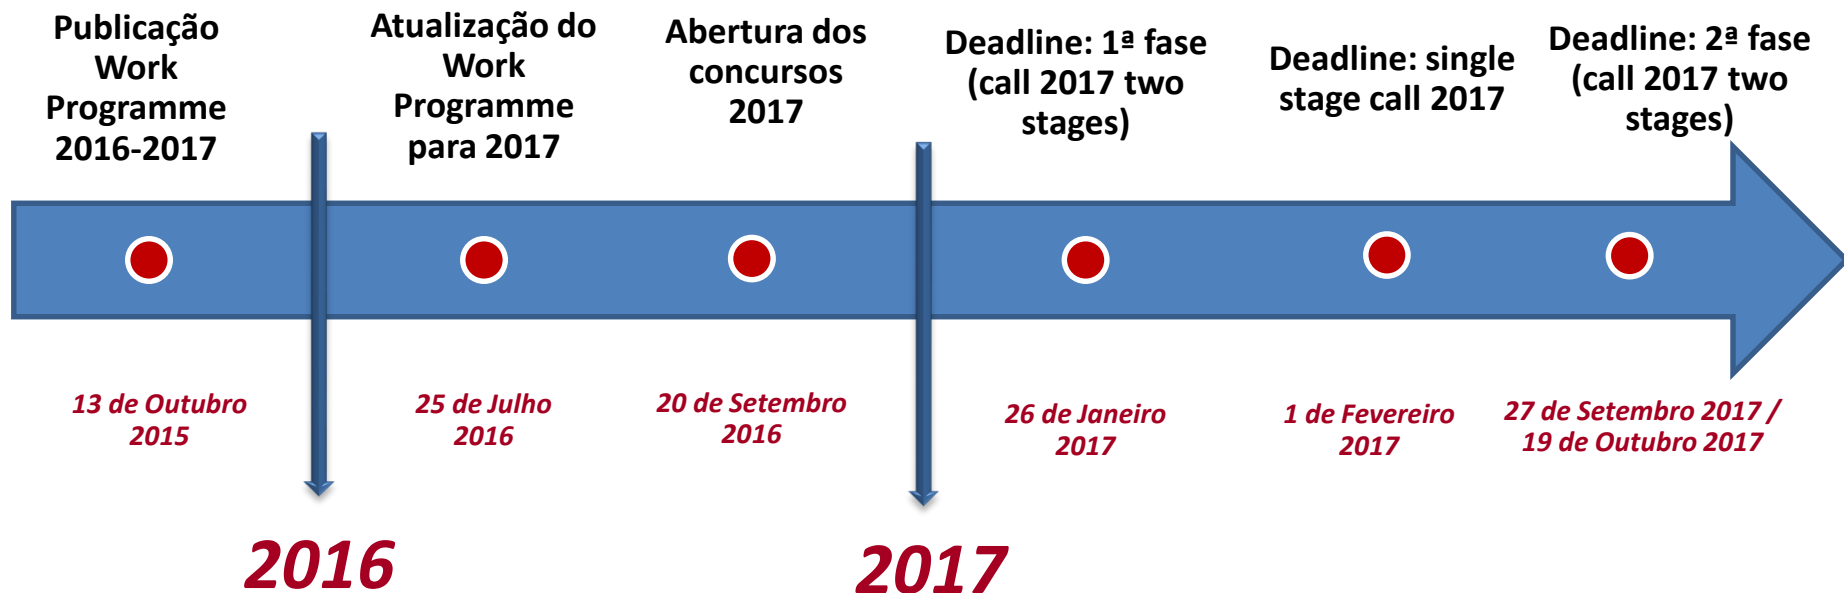 Publicação
Work
Programme
2016-2017
Atualização do
Work
Programme
para 2017
Abertura dos
concursos
2017
Deadline: 1ª fase
(call 2017 two
stages)
Deadline: single
stage call 2017
Deadline: 2ª fase
(call 2017 two
stages)
13 de Outubro
2015
25 de Julho
2016
20 de Setembro
2016
26 de Janeiro
2017
1 de Fevereiro
2017
27 de Setembro 2017 /
19 de Outubro 2017
2016
2017